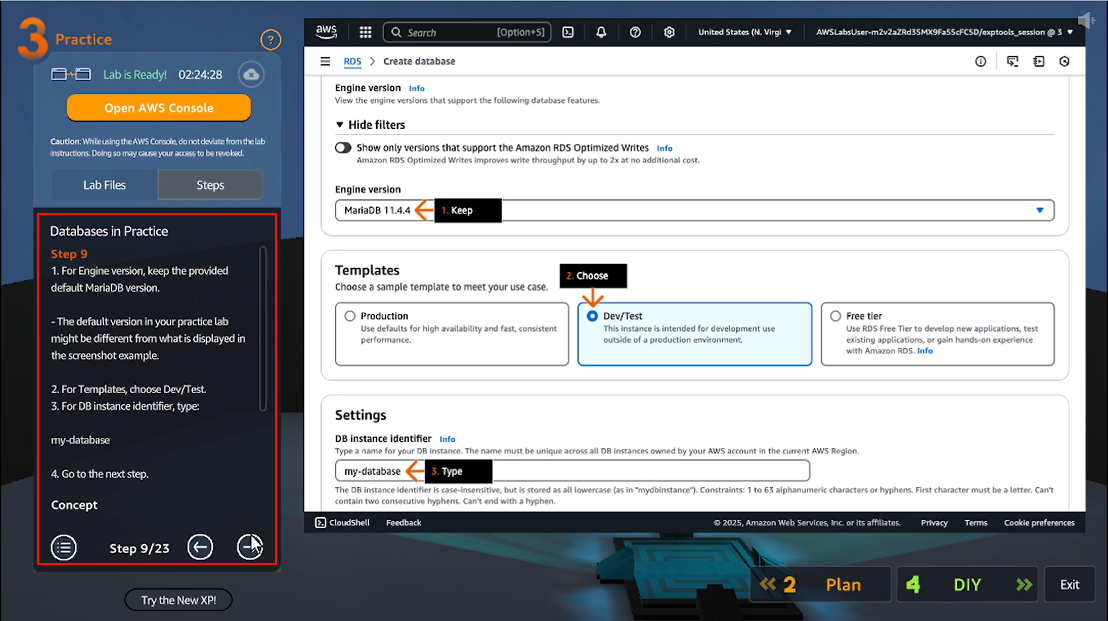 3 Practice
?
Lab is Ready! 02:24:28
Open AWS Console
Caution: While using the AWS Console, do not deviate from the lab
instructions. Doing so may cause your access to be revoked.
Lab Files
Steps
Databases in Practice
Step 9
1. For Engine version, keep the provided
default MariaDB version.
- The default version in your practice lab
might be different from what is displayed in
the screenshot example.
2. For Templates, choose Dev/Test.
3. For DB instance identifier, type:
my-database
4. Go to the next step.
Concept
Step 9/23
Try the New XP!
aws
Search [Option+S]
United States (N. Virgi
AWSLabsUser-m2v2aZRd3SMX9Fa5ScFC5D/exptools_session @ 3
RDS > Create database
Engine version Info
View the engine versions that support the following database features.
Hide filters
Show only versions that support the Amazon RDS Optimized Writes Info
Amazon RDS Optimized Writes improves write throughput by up to 2x at no additional cost.
Engine version
MariaDB 11.4.4
1. Keep
Templates
Choose a sample template to meet your use case.
2. Choose
Production
Use defaults for high availability and fast, consistent
performance.
Dev/Test
This instance is intended for development use
outside of a production environment.
Free tier
Use RDS Free Tier to develop new applications, test
existing applications, or gain hands-on experience
with Amazon RDS. Info
Settings
DB instance identifier Info
Type a name for your DB instance. The name must be unique across all DB instances owned by your AWS account in the current AWS Region.
my-database
3. Type
The DB instance identifier is case-insensitive, but is stored as all lowercase (as in "mydbinstance"). Constraints: 1 to 63 alphanumeric characters or hyphens. First character must be a letter. Can't
contain two consecutive hyphens. Can't end with a hyphen.
CloudShell Feedback
© 2025, Amazon Web Services, Inc. or its affiliates. Privacy Terms Cookie preferences
2 Plan
4 DIY
Exit